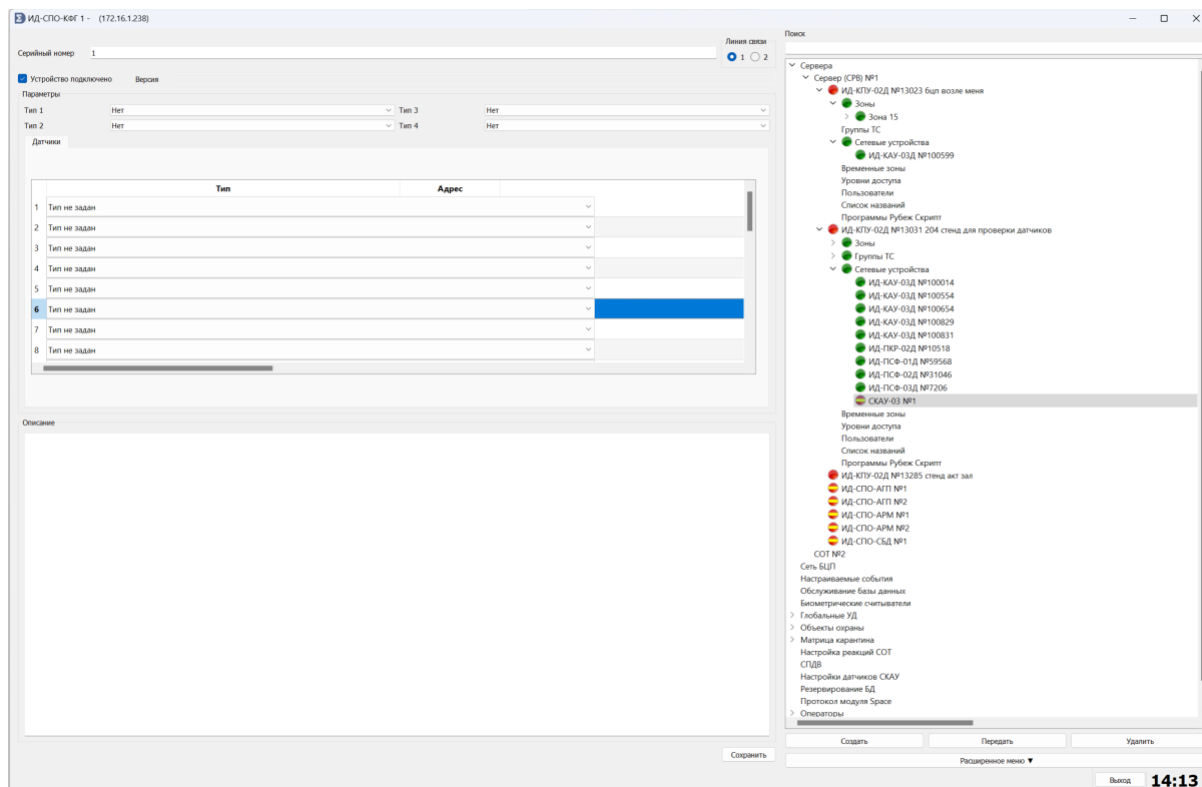 ИД-СПО-КФГ 1 - (172.16.1.238)
Серийный номер 1
Линия связи
1 2
Устройство подключено Версия
Параметры
Тип 1 Нет Тип 3 Нет
Тип 2 Нет Тип 4 Нет
Датчики
Тип Адрес
1 Тип не задан
2 Тип не задан
3 Тип не задан
4 Тип не задан
5 Тип не задан
6 Тип не задан
7 Тип не задан
8 Тип не задан
Описание
Сохранить
Поиск
Сервера
Сервер (СРВ) №1
ИД-КПУ-02Д №13023 бцп возле меня
Зоны
Зона 15
Группы ТС
Сетевые устройства
ИД-КАУ-03Д №100599
Временные зоны
Уровни доступа
Пользователи
Список названий
Программы Рубеж Скрипт
ИД-КПУ-02Д №13031 204 стенд для проверки датчиков
Зоны
Группы ТС
Сетевые устройства
ИД-КАУ-03Д №100014
ИД-КАУ-03Д №100554
ИД-КАУ-03Д №100654
ИД-КАУ-03Д №100829
ИД-КАУ-03Д №100831
ИД-ПКР-02Д №10518
ИД-ПСФ-01Д №59568
ИД-ПСФ-02Д №31046
ИД-ПСФ-03Д №7206
СКАУ-03 №1
Временные зоны
Уровни доступа
Пользователи
Список названий
Программы Рубеж Скрипт
ИД-КПУ-02Д №13285 стенд акт зал
ИД-СПО-АГП №1
ИД-СПО-АГП №2
ИД-СПО-АРМ №1
ИД-СПО-АРМ №2
ИД-СПО-СБД №1
СОТ №2
Сеть БЦП
Настраиваемые события
Обслуживание базы данных
Биометрические считыватели
Глобальные УД
Объекты охраны
Матрица карантина
Настройка реакций СОТ
СПДВ
Настройки датчиков СКАУ
Резервирование БД
Протокол модуля Space
Операторы
Создать Передать Удалить
Расширенное меню ▼
Выход 14:13